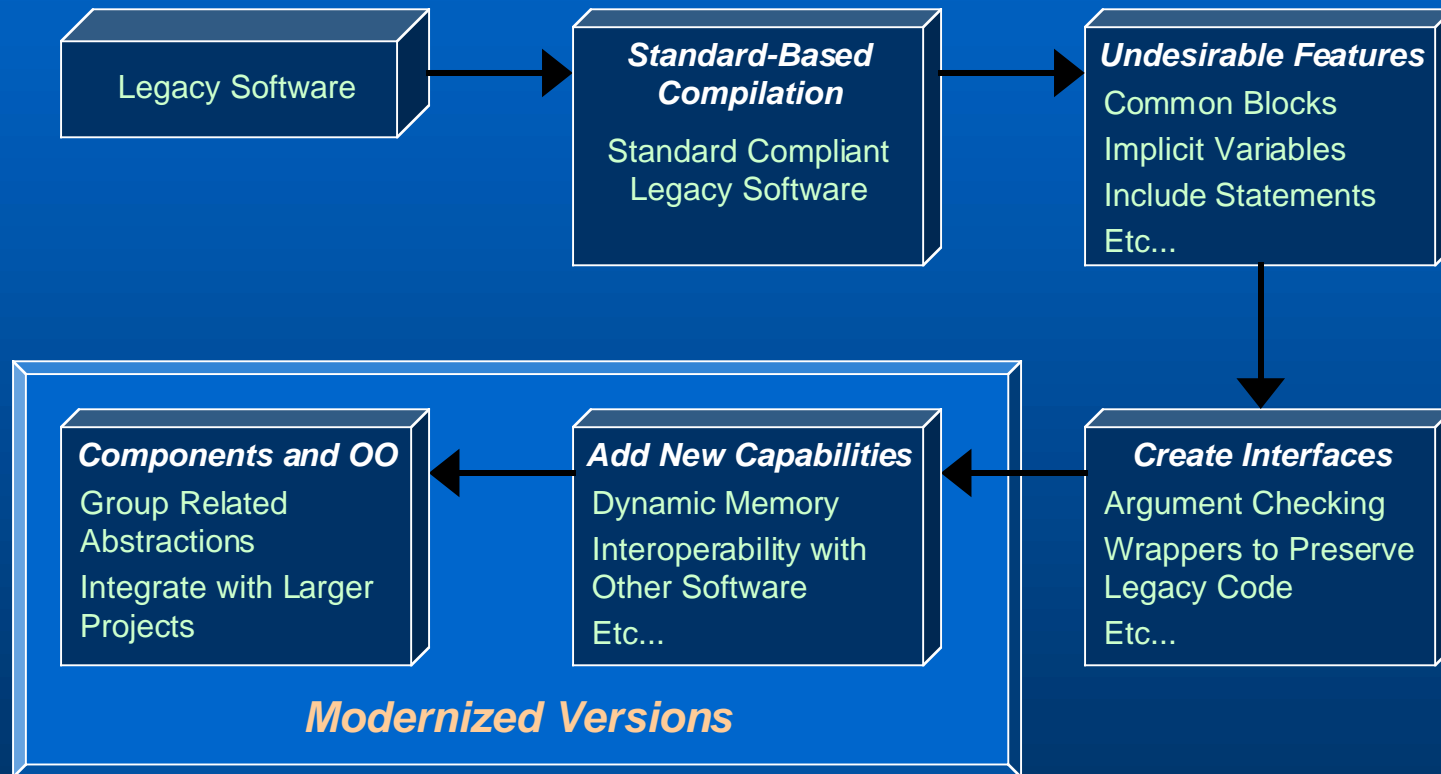 Legacy Software
Standard-Based
Compilation
Standard Compliant
Legacy Software
Undesirable Features
Common Blocks
Implicit Variables
Include Statements
Etc...
Create Interfaces
Argument Checking
Wrappers to Preserve
Legacy Code
Etc...
Add New Capabilities
Dynamic Memory
Interoperability with
Other Software
Etc...
Components and OO
Group Related
Abstractions
Integrate with Larger
Projects
Modernized Versions